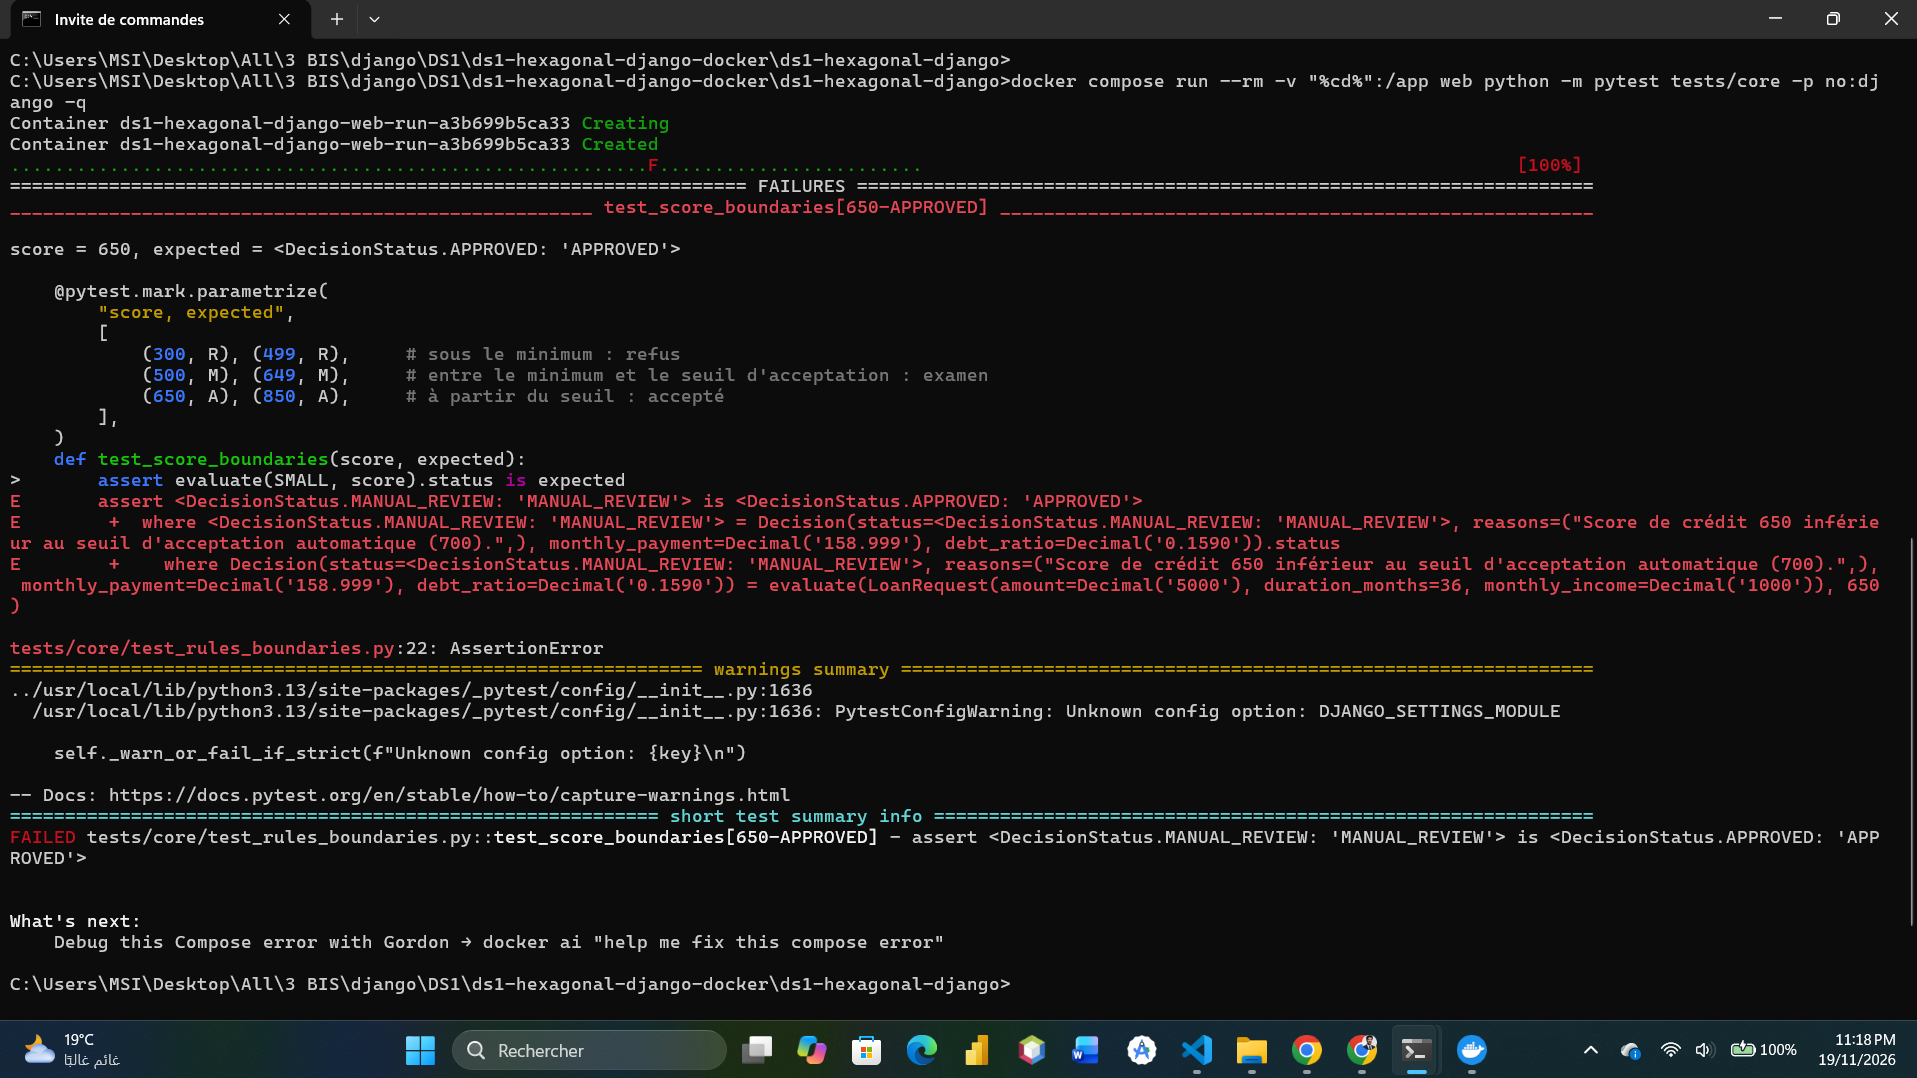 Invite de commandes
C:\Users\MSI\Desktop\All\3 BIS\django\DS1\ds1-hexagonal-django-docker\ds1-hexagonal-django>
C:\Users\MSI\Desktop\All\3 BIS\django\DS1\ds1-hexagonal-django-docker\ds1-hexagonal-django>docker compose run --rm -v "%cd%":/app web python -m pytest tests/core -p no:dj
ango -q
Container ds1-hexagonal-django-web-run-a3b699b5ca33 Creating
Container ds1-hexagonal-django-web-run-a3b699b5ca33 Created
..........................................................F........................ [100%]
=================================================================== FAILURES ===================================================================
_____________________________________________________ test_score_boundaries[650-APPROVED] ______________________________________________________
score = 650, expected = <DecisionStatus.APPROVED: 'APPROVED'>
@pytest.mark.parametrize(
"score, expected",
[
(300, R), (499, R),     # sous le minimum : refus
(500, M), (649, M),     # entre le minimum et le seuil d'acceptation : examen
(650, A), (850, A),     # à partir du seuil : accepté
],
)
def test_score_boundaries(score, expected):
>       assert evaluate(SMALL, score).status is expected
E       assert <DecisionStatus.MANUAL_REVIEW: 'MANUAL_REVIEW'> is <DecisionStatus.APPROVED: 'APPROVED'>
E        +  where <DecisionStatus.MANUAL_REVIEW: 'MANUAL_REVIEW'> = Decision(status=<DecisionStatus.MANUAL_REVIEW: 'MANUAL_REVIEW'>, reasons=("Score de crédit 650 inférie
ur au seuil d'acceptation automatique (700).",), monthly_payment=Decimal('158.999'), debt_ratio=Decimal('0.1590')).status
E        +    where Decision(status=<DecisionStatus.MANUAL_REVIEW: 'MANUAL_REVIEW'>, reasons=("Score de crédit 650 inférieur au seuil d'acceptation automatique (700).",),
monthly_payment=Decimal('158.999'), debt_ratio=Decimal('0.1590')) = evaluate(LoanRequest(amount=Decimal('5000'), duration_months=36, monthly_income=Decimal('1000')), 650
)
tests/core/test_rules_boundaries.py:22: AssertionError
=============================================================== warnings summary ===============================================================
../usr/local/lib/python3.13/site-packages/_pytest/config/__init__.py:1636
/usr/local/lib/python3.13/site-packages/_pytest/config/__init__.py:1636: PytestConfigWarning: Unknown config option: DJANGO_SETTINGS_MODULE
self._warn_or_fail_if_strict(f"Unknown config option: {key}\n")
-- Docs: https://docs.pytest.org/en/stable/how-to/capture-warnings.html
=========================================================== short test summary info ============================================================
FAILED tests/core/test_rules_boundaries.py::test_score_boundaries[650-APPROVED] - assert <DecisionStatus.MANUAL_REVIEW: 'MANUAL_REVIEW'> is <DecisionStatus.APPROVED: 'APP
ROVED'>
What's next:
Debug this Compose error with Gordon → docker ai "help me fix this compose error"
C:\Users\MSI\Desktop\All\3 BIS\django\DS1\ds1-hexagonal-django-docker\ds1-hexagonal-django>
19°C
غائم غالبًا
Rechercher
100%
11:18 PM
19/11/2026